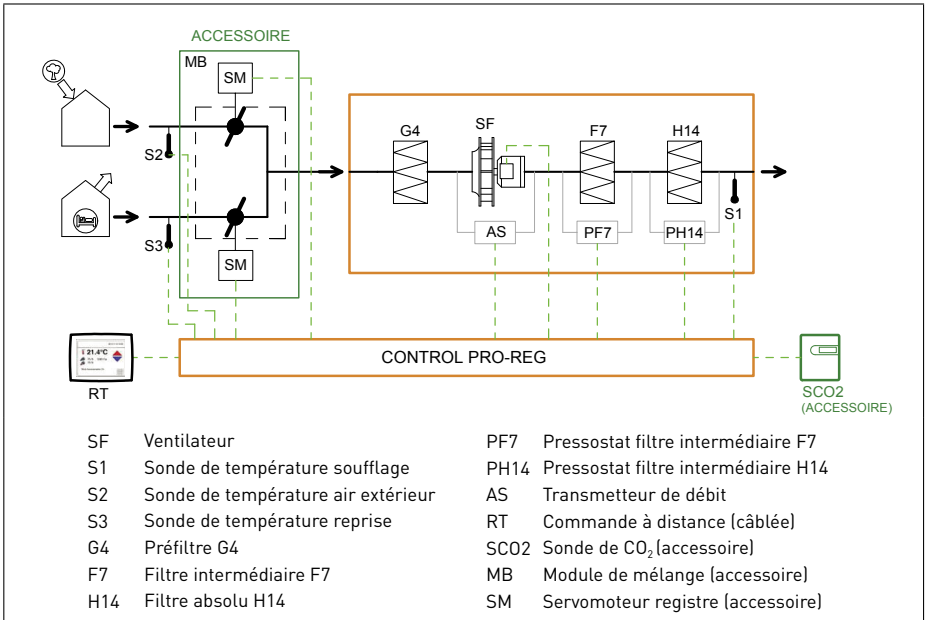 ACCESSOIRE
MB
SM
S2
S3
SM
G4
SF
F7
H14
S1
AS
PF7
PH14
21.4°C
RT
CONTROL PRO-REG
SCO2
(ACCESSOIRE)
SF Ventilateur
S1 Sonde de température soufflage
S2 Sonde de température air extérieur
S3 Sonde de température reprise
G4 Préfiltre G4
F7 Filtre intermédiaire F7
H14 Filtre absolu H14
PF7 Pressostat filtre intermédiaire F7
PH14 Pressostat filtre intermédiaire H14
AS Transmetteur de débit
RT Commande à distance (câblée)
SCO2 Sonde de CO₂ (accessoire)
MB Module de mélange (accessoire)
SM Servomoteur registre (accessoire)